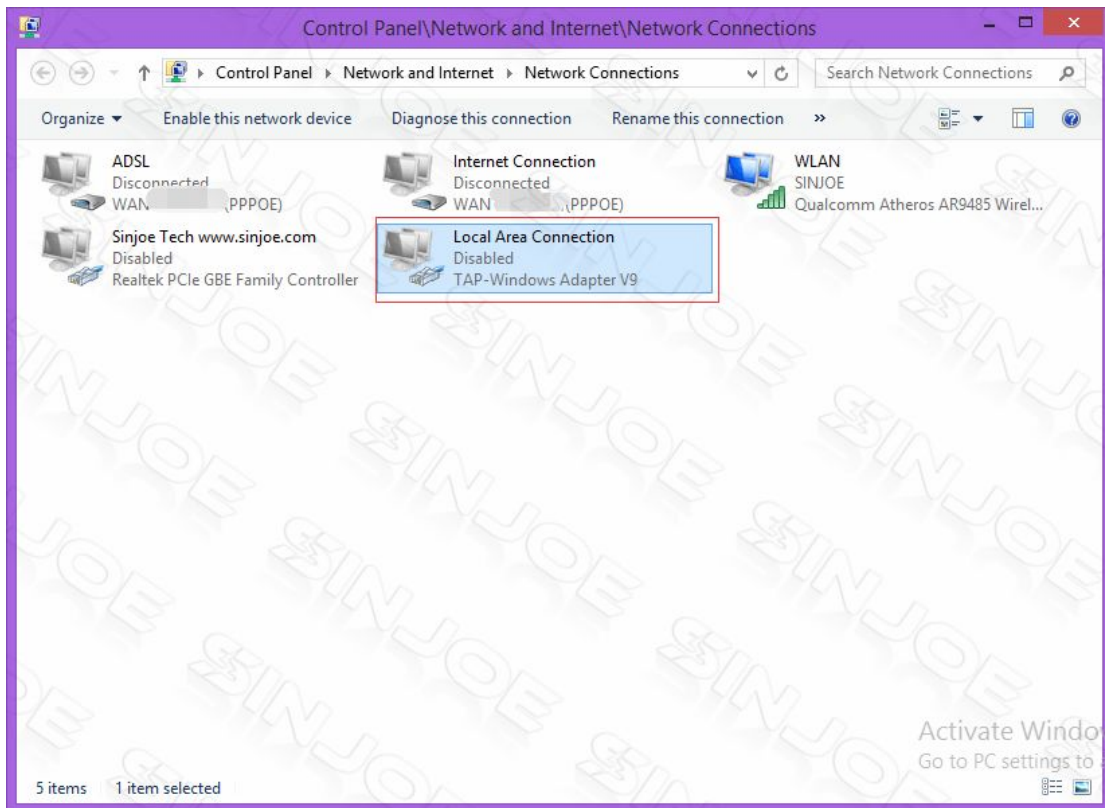 Control Panel\Network and Internet\Network Connections
Control Panel Network and Internet Network Connections
Search Network Connections
Organize Enable this network device Diagnose this connection Rename this connection »
ADSL
Disconnected
WAN (PPPOE)
Internet Connection
Disconnected
WAN (PPPOE)
WLAN
SINJOE
Qualcomm Atheros AR9485 Wirel...
Sinjoe Tech www.sinjoe.com
Disabled
Realtek PCIe GBE Family Controller
Local Area Connection
Disabled
TAP-Windows Adapter V9
SINJOE
Activate Windo
Go to PC settings to
5 items 1 item selected